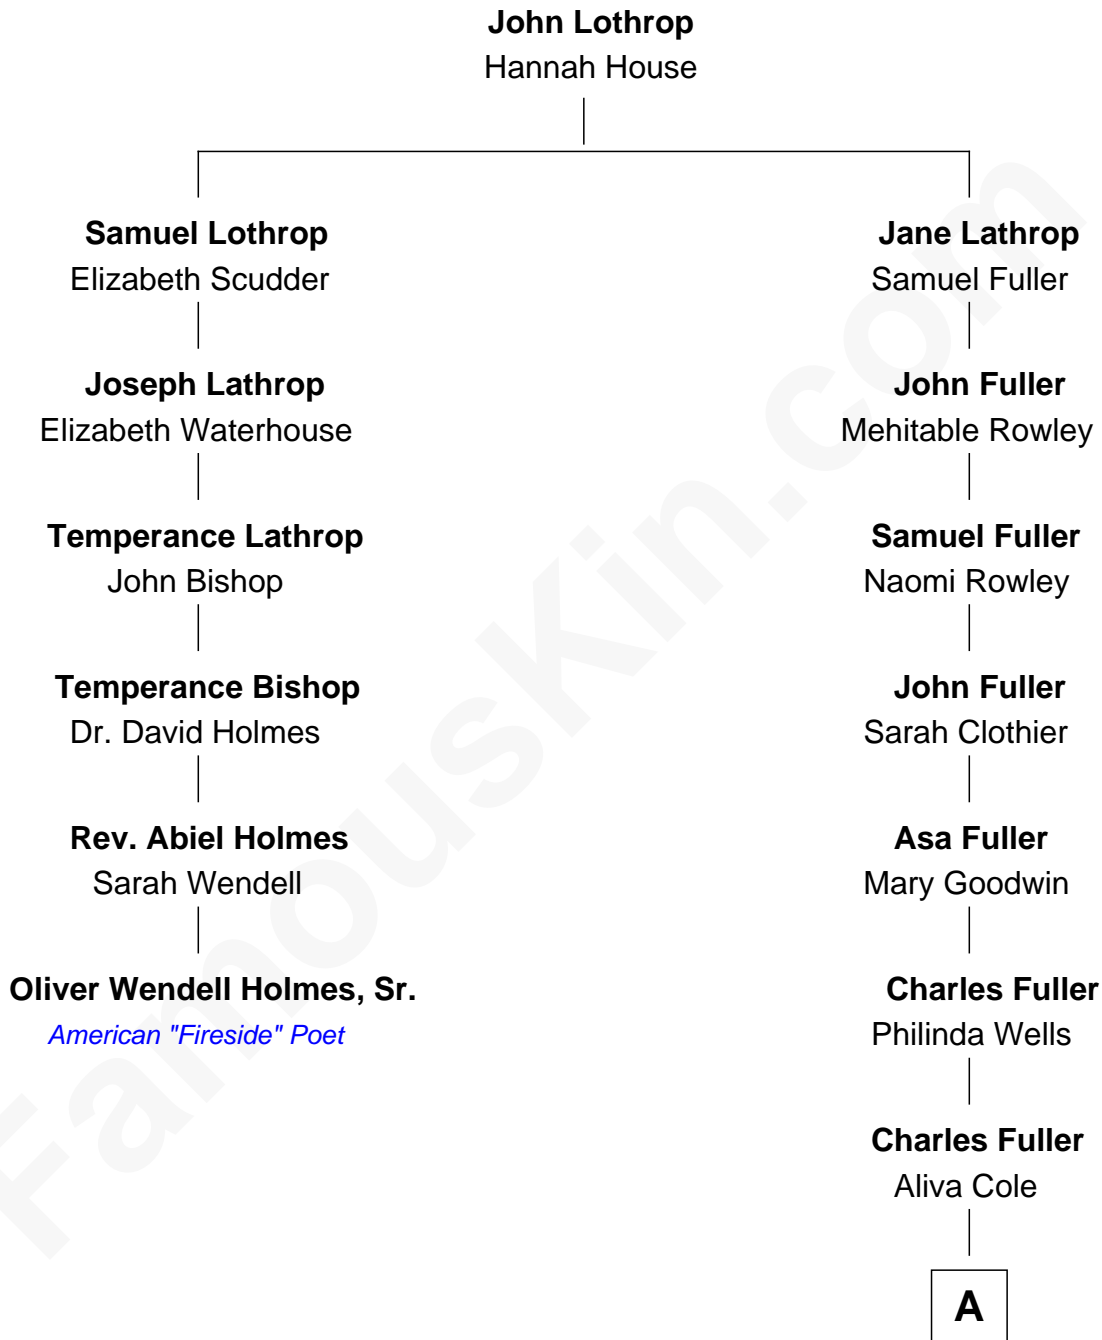 John Lothrop
Hannah House
Samuel Lothrop
Elizabeth Scudder
Joseph Lathrop
Elizabeth Waterhouse
Temperance Lathrop
John Bishop
Temperance Bishop
Dr. David Holmes
Rev. Abiel Holmes
Sarah Wendell
Oliver Wendell Holmes, Sr.
American "Fireside" Poet
Jane Lathrop
Samuel Fuller
John Fuller
Mehitable Rowley
Samuel Fuller
Naomi Rowley
John Fuller
Sarah Clothier
Asa Fuller
Mary Goodwin
Charles Fuller
Philinda Wells
Charles Fuller
Aliva Cole
A
FamousKin.com